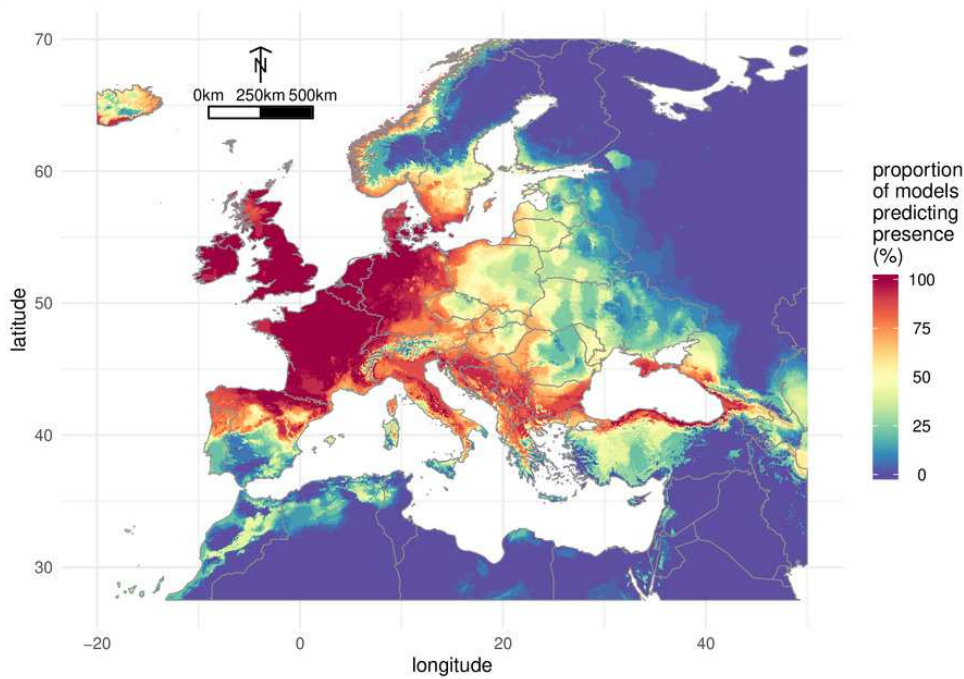 70
60
50
40
30
latitude
N
0km 250km 500km
−20 0 20 40
longitude
proportion
of models
predicting
presence
(%)
100
75
50
25
0